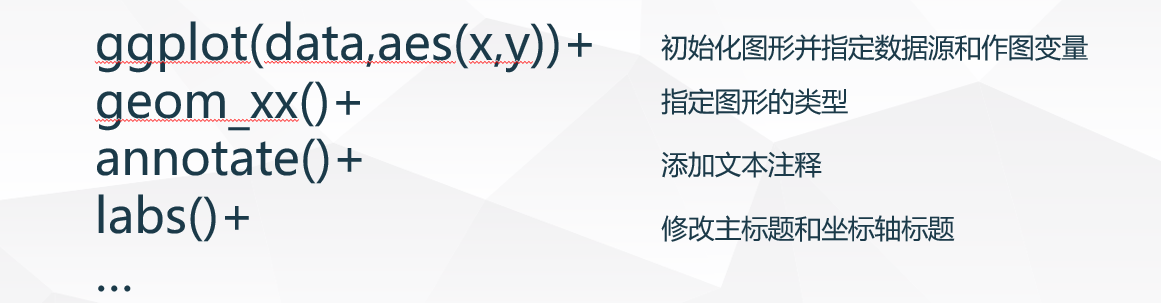 ggplot(data,aes(x,y))+ 初始化图形并指定数据源和作图变量
geom_xx()+ 指定图形的类型
annotate()+ 添加文本注释
labs()+ 修改主标题和坐标轴标题
...